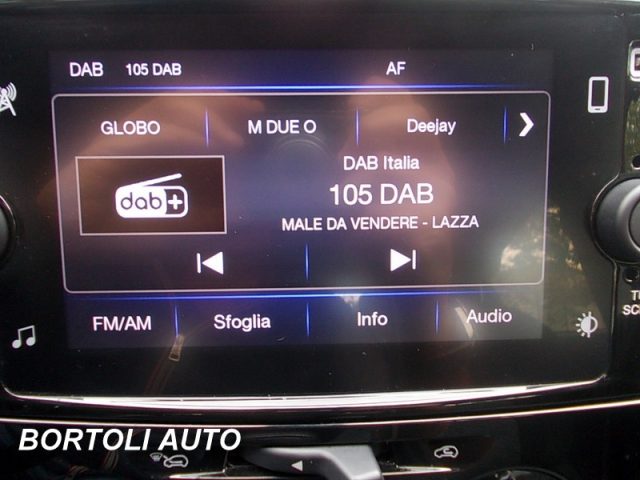 DAB 105 DAB AF
GLOBO M DUE O Deejay
DAB Italia
105 DAB
dab+
MALE DA VENDERE - LAZZA
FM/AM Sfoglia Info Audio
BORTOLI AUTO